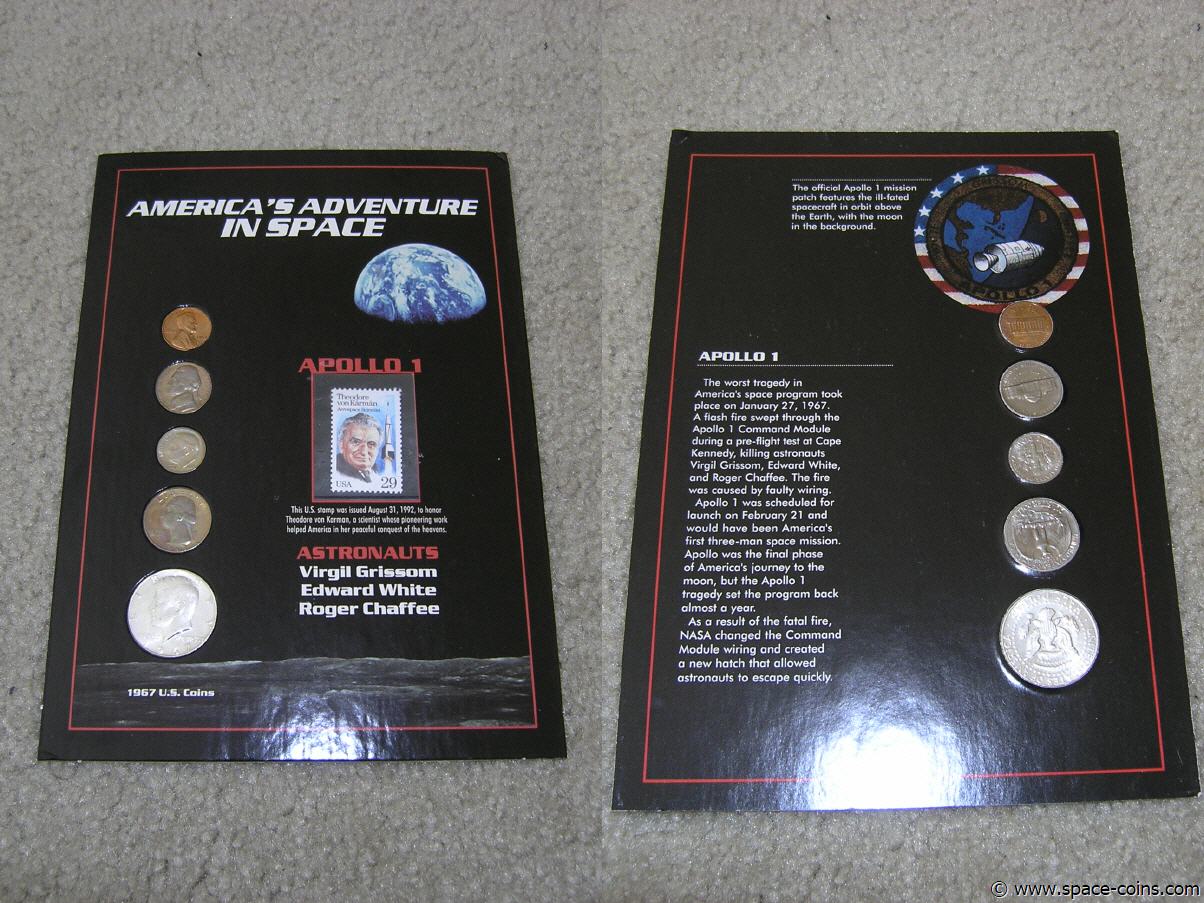 AMERICA'S ADVENTURE
IN SPACE
APOLLO 1
Theodore
von Kármán
Aerospace Scientist
USA
29
This U.S. stamp was issued August 31, 1992, to honor
Theodore von Karman, a scientist whose pioneering work
helped America in her peaceful conquest of the heavens.
ASTRONAUTS
Virgil Grissom
Edward White
Roger Chaffee
1967 U.S. Coins
The official Apollo 1 mission
patch features the ill-fated
spacecraft in orbit above
the Earth, with the moon
in the background.
APOLLO 1
APOLLO 1
The worst tragedy in
America's space program took
place on January 27, 1967.
A flash fire swept through the
Apollo 1 Command Module
during a pre-flight test at Cape
Kennedy, killing astronauts
Virgil Grissom, Edward White,
and Roger Chaffee. The fire
was caused by faulty wiring.
Apollo 1 was scheduled for
launch on February 21 and
would have been America's
first three-man space mission.
Apollo was the final phase
of America's journey to the
moon, but the Apollo 1
tragedy set the program back
almost a year.
As a result of the fatal fire,
NASA changed the Command
Module wiring and created
a new hatch that allowed
astronauts to escape quickly.
© www.space-coins.com